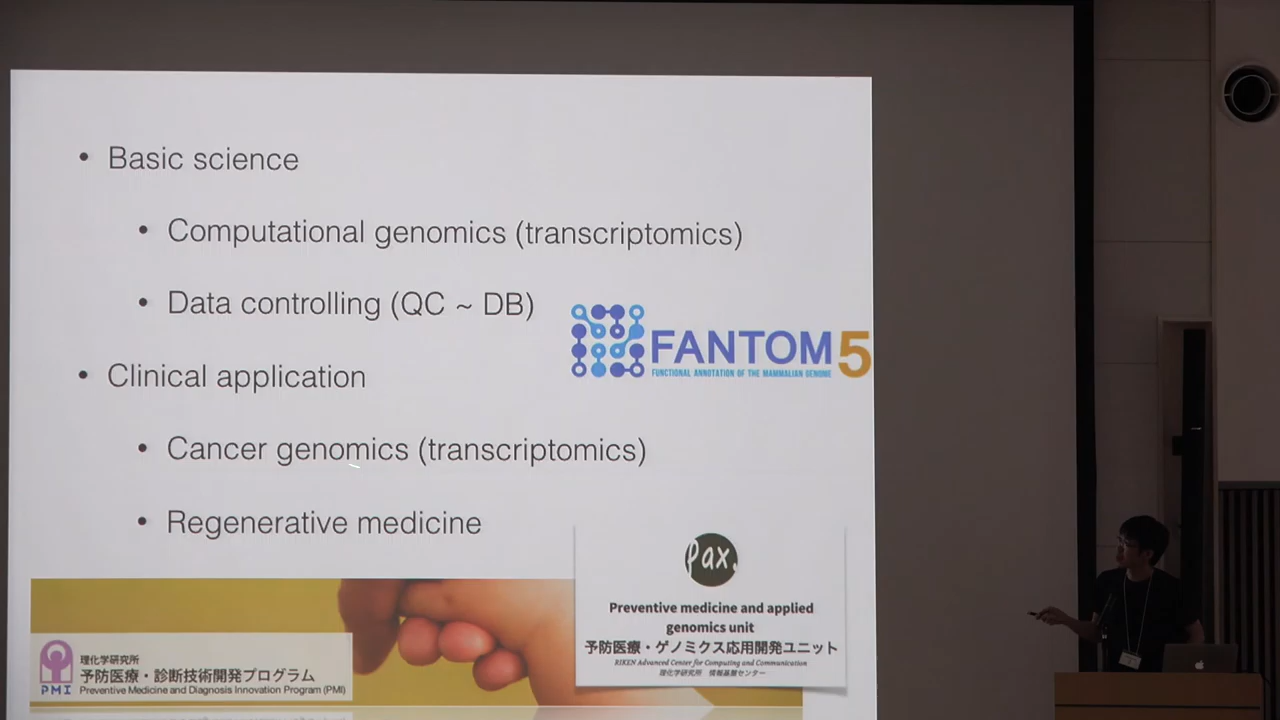 • Basic science
• Computational genomics (transcriptomics)
• Data controlling (QC ~ DB)
FANTOM5
FUNCTIONAL ANNOTATION OF THE MAMMALIAN GENOME
• Clinical application
• Cancer genomics (transcriptomics)
• Regenerative medicine
pax.
Preventive medicine and applied
genomics unit
予防医療・ゲノミクス応用開発ユニット
RIKEN Advanced Center for Computing and Communication
理化学研究所 情報基盤センター
PMI
理化学研究所
予防医療・診断技術開発プログラム
Preventive Medicine and Diagnosis Innovation Program (PMI)